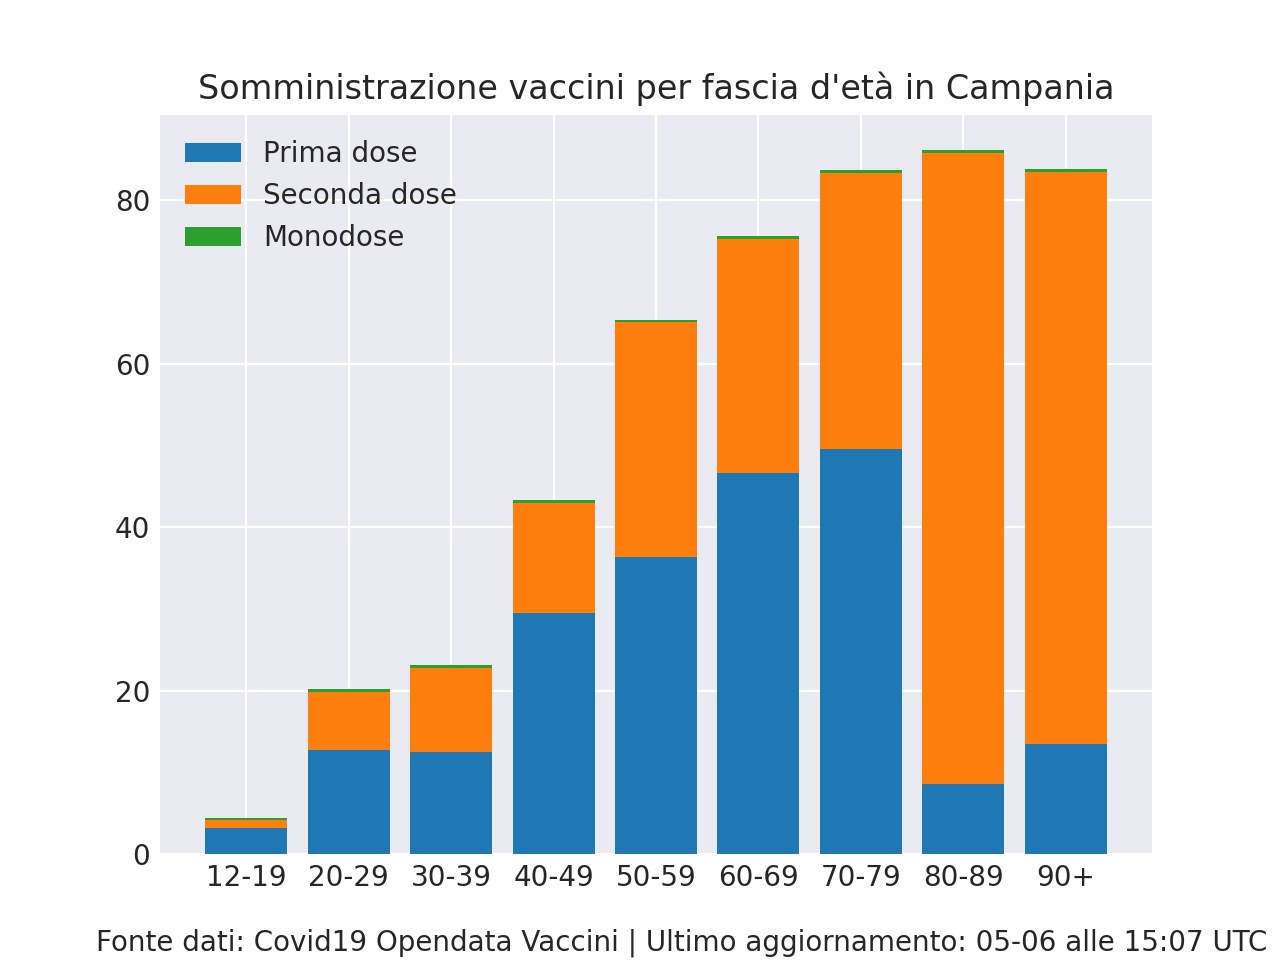 Somministrazione vaccini per fascia d'età in Campania
Prima dose
Seconda dose
Monodose
80
60
40
20
0
12-19 20-29 30-39 40-49 50-59 60-69 70-79 80-89 90+
Fonte dati: Covid19 Opendata Vaccini | Ultimo aggiornamento: 05-06 alle 15:07 UTC